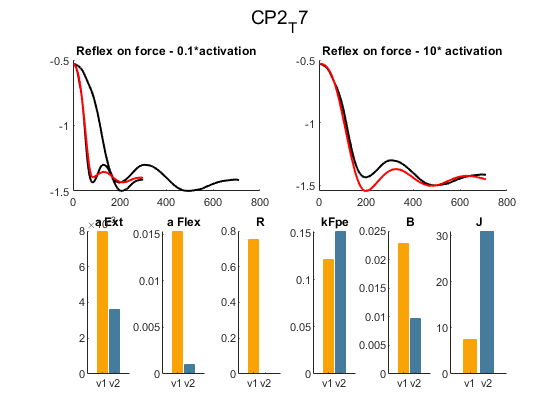 CP2_T7
Reflex on force - 0.1*activation
Reflex on force - 10* activation
-0.5
-1
-1.5
0 200 400 600 800
-0.5
-1
-1.5
0 200 400 600 800
a Ext
8
6
4
2
0
v1 v2
a Flex
0.015
0.01
0.005
0
v1 v2
R
0.8
0.6
0.4
0.2
0
v1 v2
kFpe
0.15
0.1
0.05
0
v1 v2
B
0.025
0.02
0.015
0.01
0.005
0
v1 v2
J
30
20
10
0
v1 v2